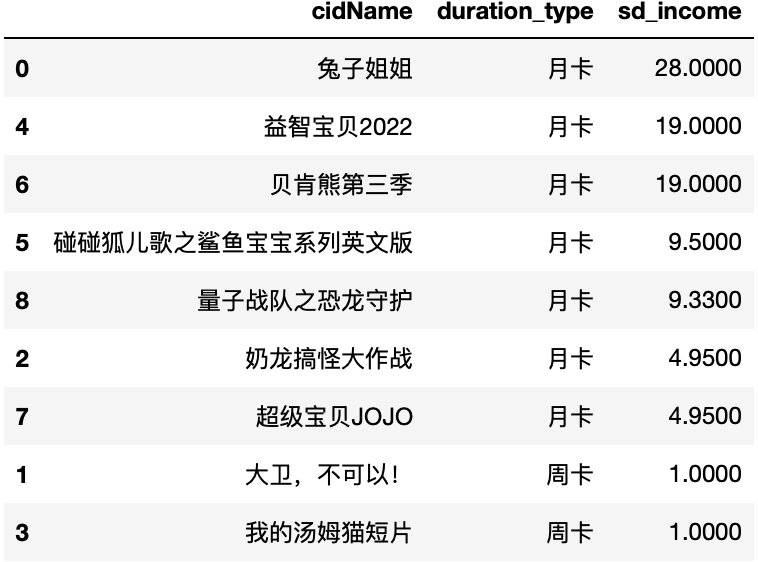 cidName duration_type sd_income
0 兔子姐姐 月卡 28.0000
4 益智宝贝2022 月卡 19.0000
6 贝肯熊第三季 月卡 19.0000
5 碰碰狐儿歌之鲨鱼宝宝系列英文版 月卡 9.5000
8 量子战队之恐龙守护 月卡 9.3300
2 奶龙搞怪大作战 月卡 4.9500
7 超级宝贝JOJO 月卡 4.9500
1 大卫，不可以！ 周卡 1.0000
3 我的汤姆猫短片 周卡 1.0000